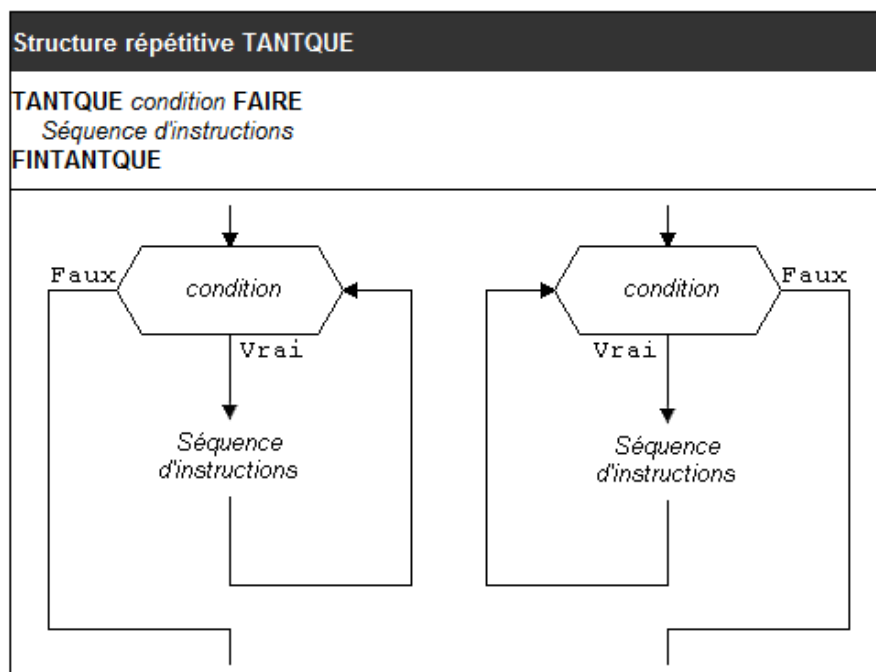 Structure répétitive TANTQUE
TANTQUE condition FAIRE
Séquence d'instructions
FINTANTQUE
Faux
condition
Vrai
Séquence
d'instructions
condition
Faux
Vrai
Séquence
d'instructions